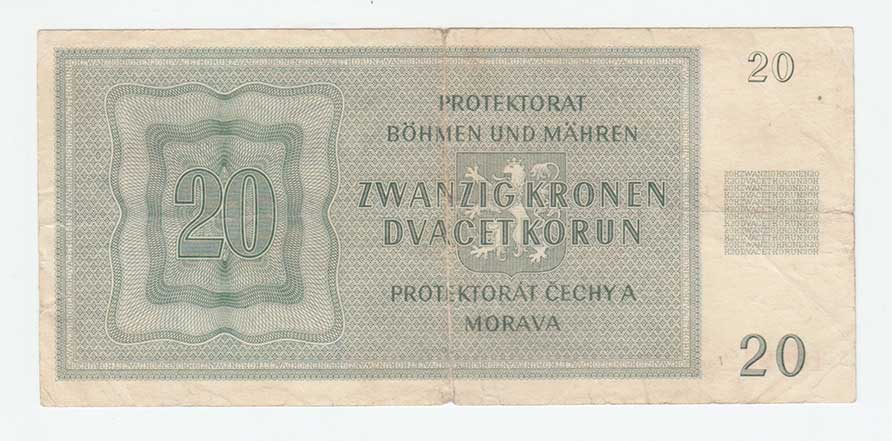 20
PROTEKTORAT
BÖHMEN UND MÄHREN
20
ZWANZIG KRONEN
DVACET KORUN
PROTEKTORÁT ČECHY A
MORAVA
20